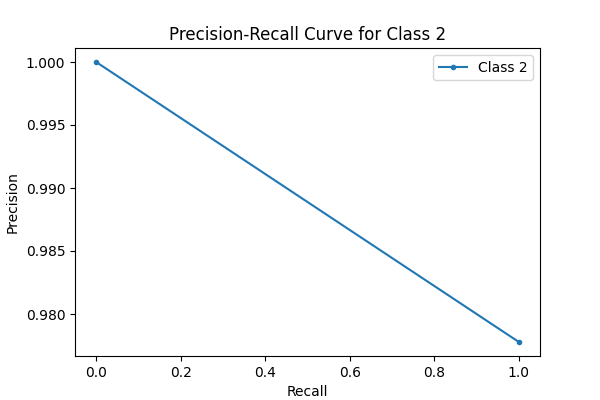 Precision-Recall Curve for Class 2
Class 2
Precision
1.000
0.995
0.990
0.985
0.980
0.0 0.2 0.4 0.6 0.8 1.0
Recall